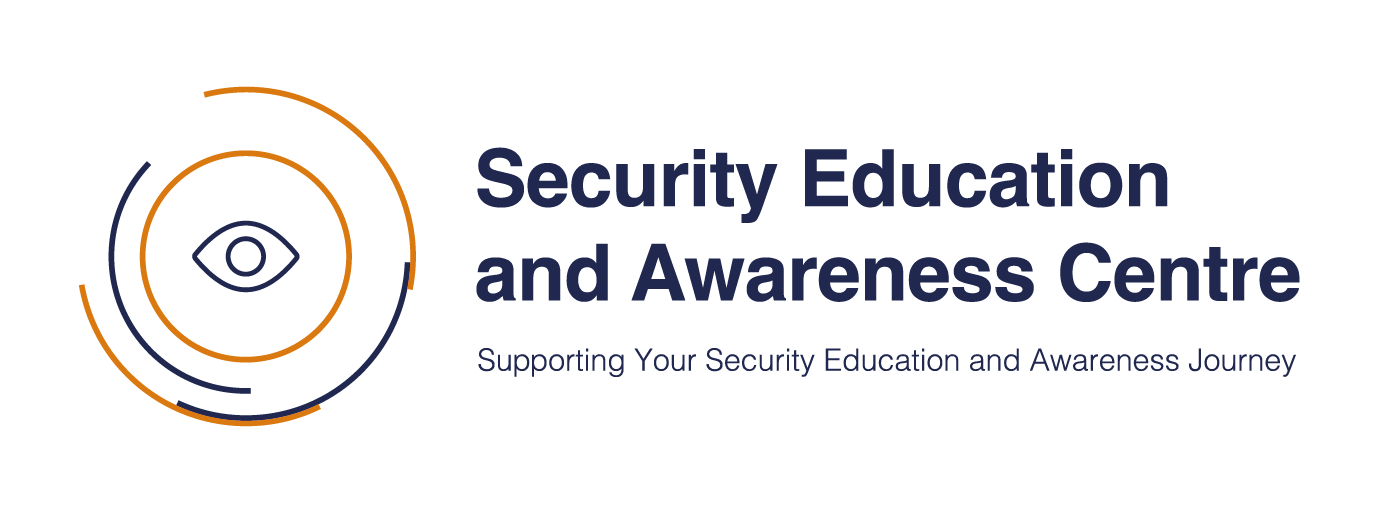 Security Education
and Awareness Centre
Supporting Your Security Education and Awareness Journey